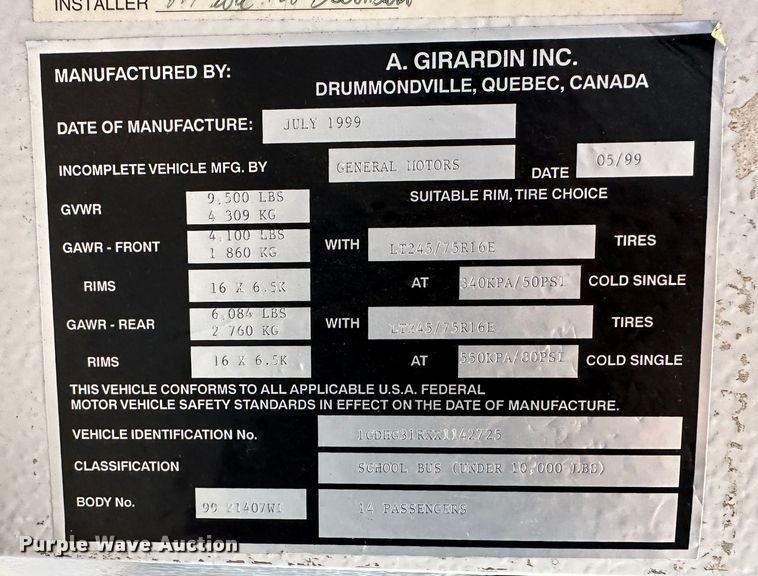 INSTALLER
MANUFACTURED BY: A. GIRARDIN INC.
DRUMMONDVILLE, QUEBEC, CANADA
DATE OF MANUFACTURE: JULY 1999
INCOMPLETE VEHICLE MFG. BY GENERAL MOTORS DATE 05/99
SUITABLE RIM, TIRE CHOICE
GVWR 9,500 LBS
4 309 KG
GAWR - FRONT 4,100 LBS
1 860 KG WITH LT245/75R16E TIRES
RIMS 16 X 6.5K AT 340KPA/50PSI COLD SINGLE
GAWR - REAR 6,084 LBS
2 760 KG WITH LT245/75R16E TIRES
RIMS 16 X 6.5K AT 550KPA/80PSI COLD SINGLE
THIS VEHICLE CONFORMS TO ALL APPLICABLE U.S.A. FEDERAL
MOTOR VEHICLE SAFETY STANDARDS IN EFFECT ON THE DATE OF MANUFACTURE.
VEHICLE IDENTIFICATION No.
CLASSIFICATION SCHOOL BUS (UNDER 10,000 LBS)
BODY No. 99 14 PASSENGERS
Purple Wave Auction